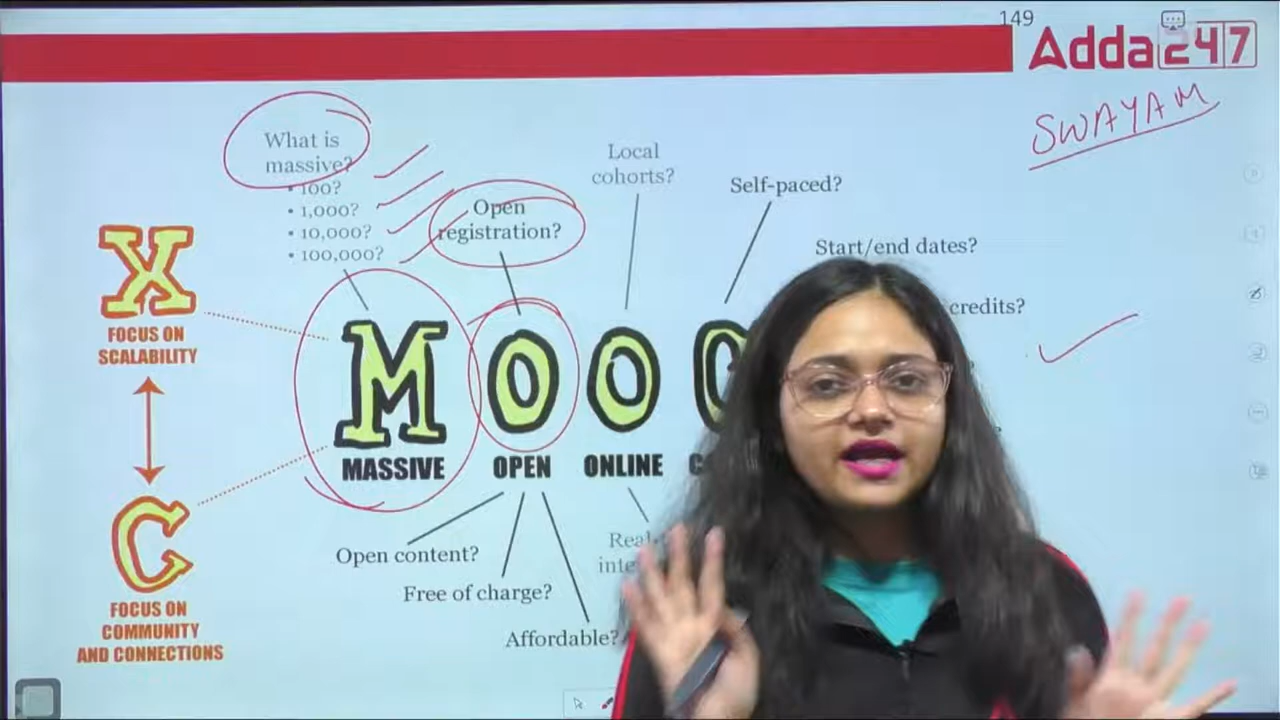 149
Adda247
SWAYAM
What is
massive?
• 100?
• 1,000?
• 10,000?
• 100,000?
Open
registration?
Local
cohorts?
Self-paced?
Start/end dates?
credits?
X
FOCUS ON
SCALABILITY
C
FOCUS ON
COMMUNITY
AND CONNECTIONS
MOOC
MASSIVE
OPEN
ONLINE
Open content?
Free of charge?
Affordable?